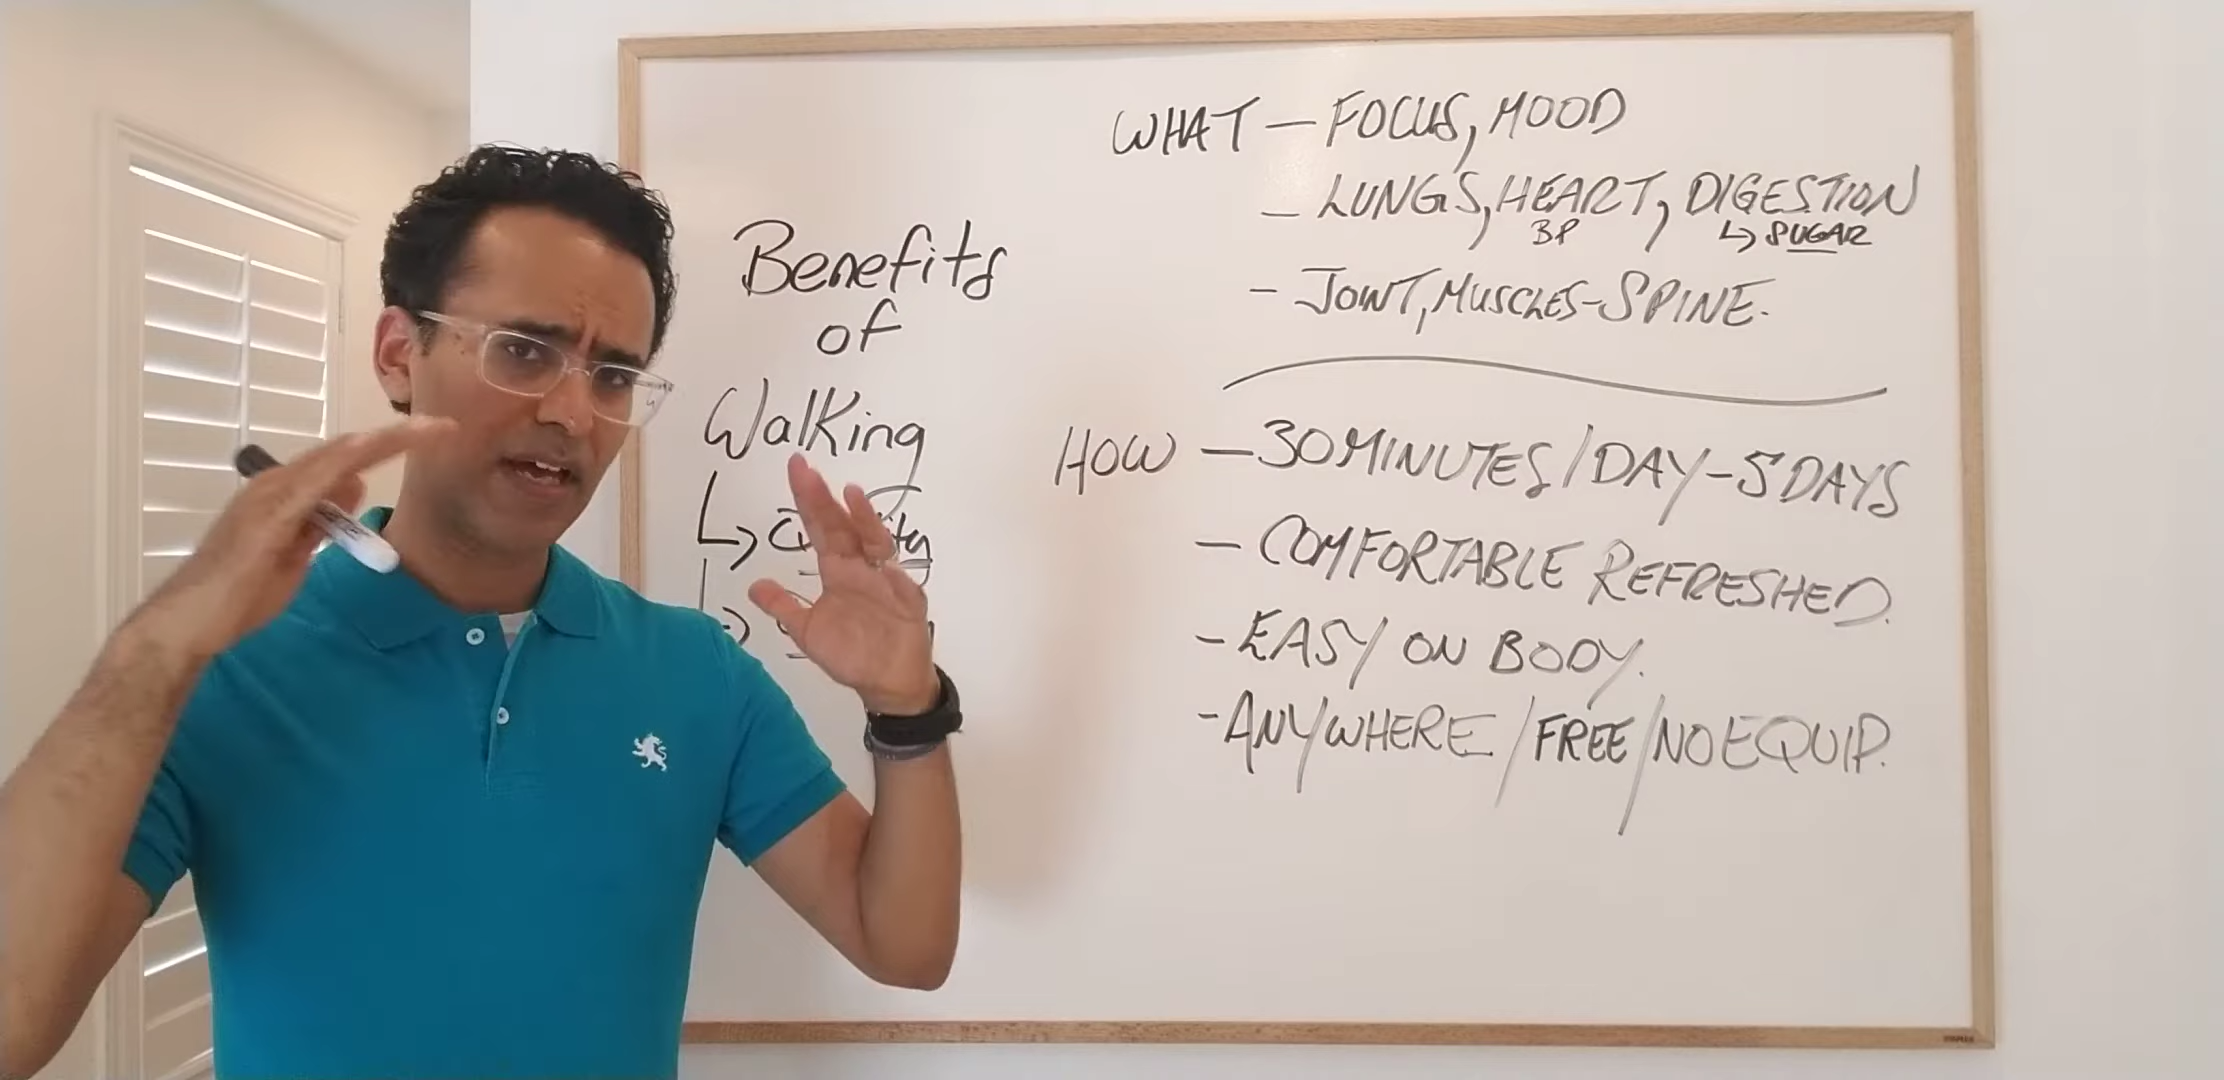 Benefits
of
Walking
WHAT — FOCUS, MOOD
– LUNGS, HEART, DIGESTION
BP ↳ SUGAR
– JOINT, MUSCLES – SPINE.
HOW — 30 MINUTES / DAY – 5 DAYS
– COMFORTABLE REFRESHED.
– EASY ON BODY.
- ANYWHERE / FREE / NO EQUIP.